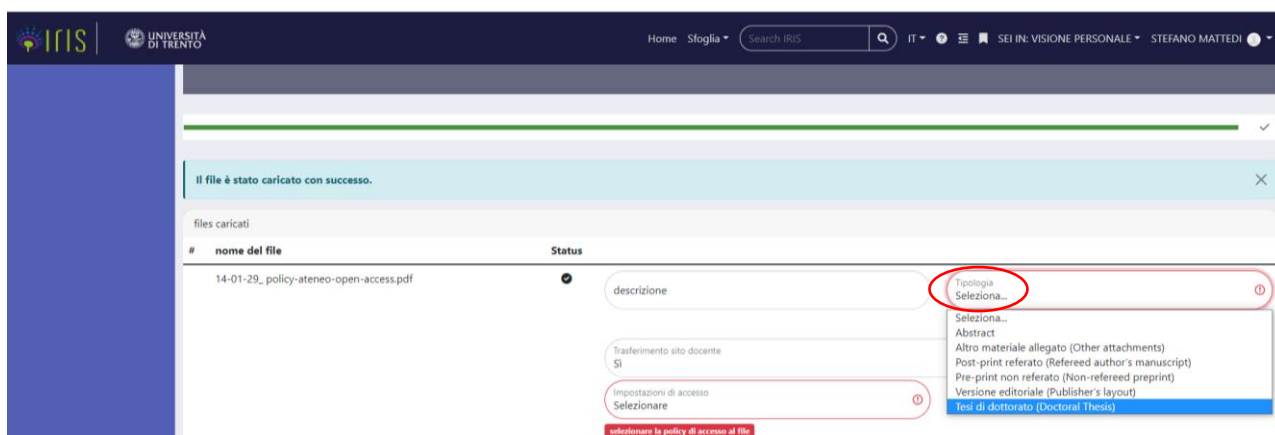 IRIS
UNIVERSITÀ
DI TRENTO
Home Sfoglia Search IRIS IT SEI IN: VISIONE PERSONALE STEFANO MATTEDI
Il file è stato caricato con successo.
files caricati
# nome del file Status
14-01-29_ policy-ateneo-open-access.pdf
descrizione
Tipologia
Seleziona...
Seleziona...
Abstract
Altro materiale allegato (Other attachments)
Post-print referato (Refereed author's manuscript)
Pre-print non referato (Non-refereed preprint)
Versione editoriale (Publisher's layout)
Tesi di dottorato (Doctoral Thesis)
Trasferimento sito docente
Sì
Impostazioni di accesso
Selezionare
selezionare la policy di accesso al file